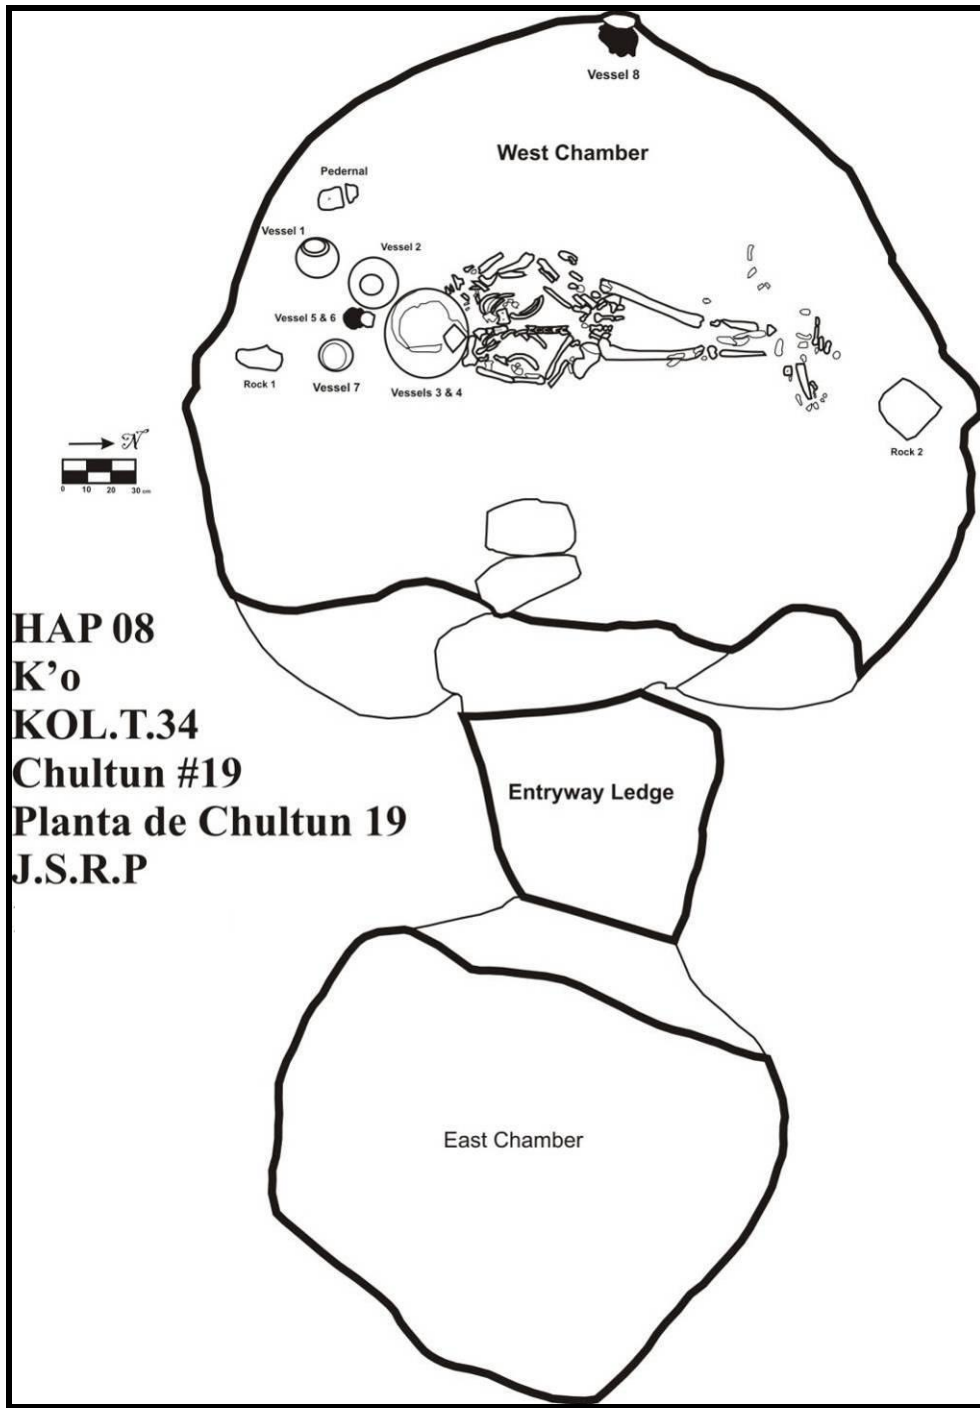 Vessel 8
West Chamber
Pedernal
Vessel 1
Vessel 2
Vessel 5 & 6
Rock 1
Vessel 7
Vessels 3 & 4
Rock 2
N
0 10 20 30 cm
HAP 08
K’o
KOL.T.34
Chultun #19
Planta de Chultun 19
J.S.R.P
Entryway Ledge
East Chamber